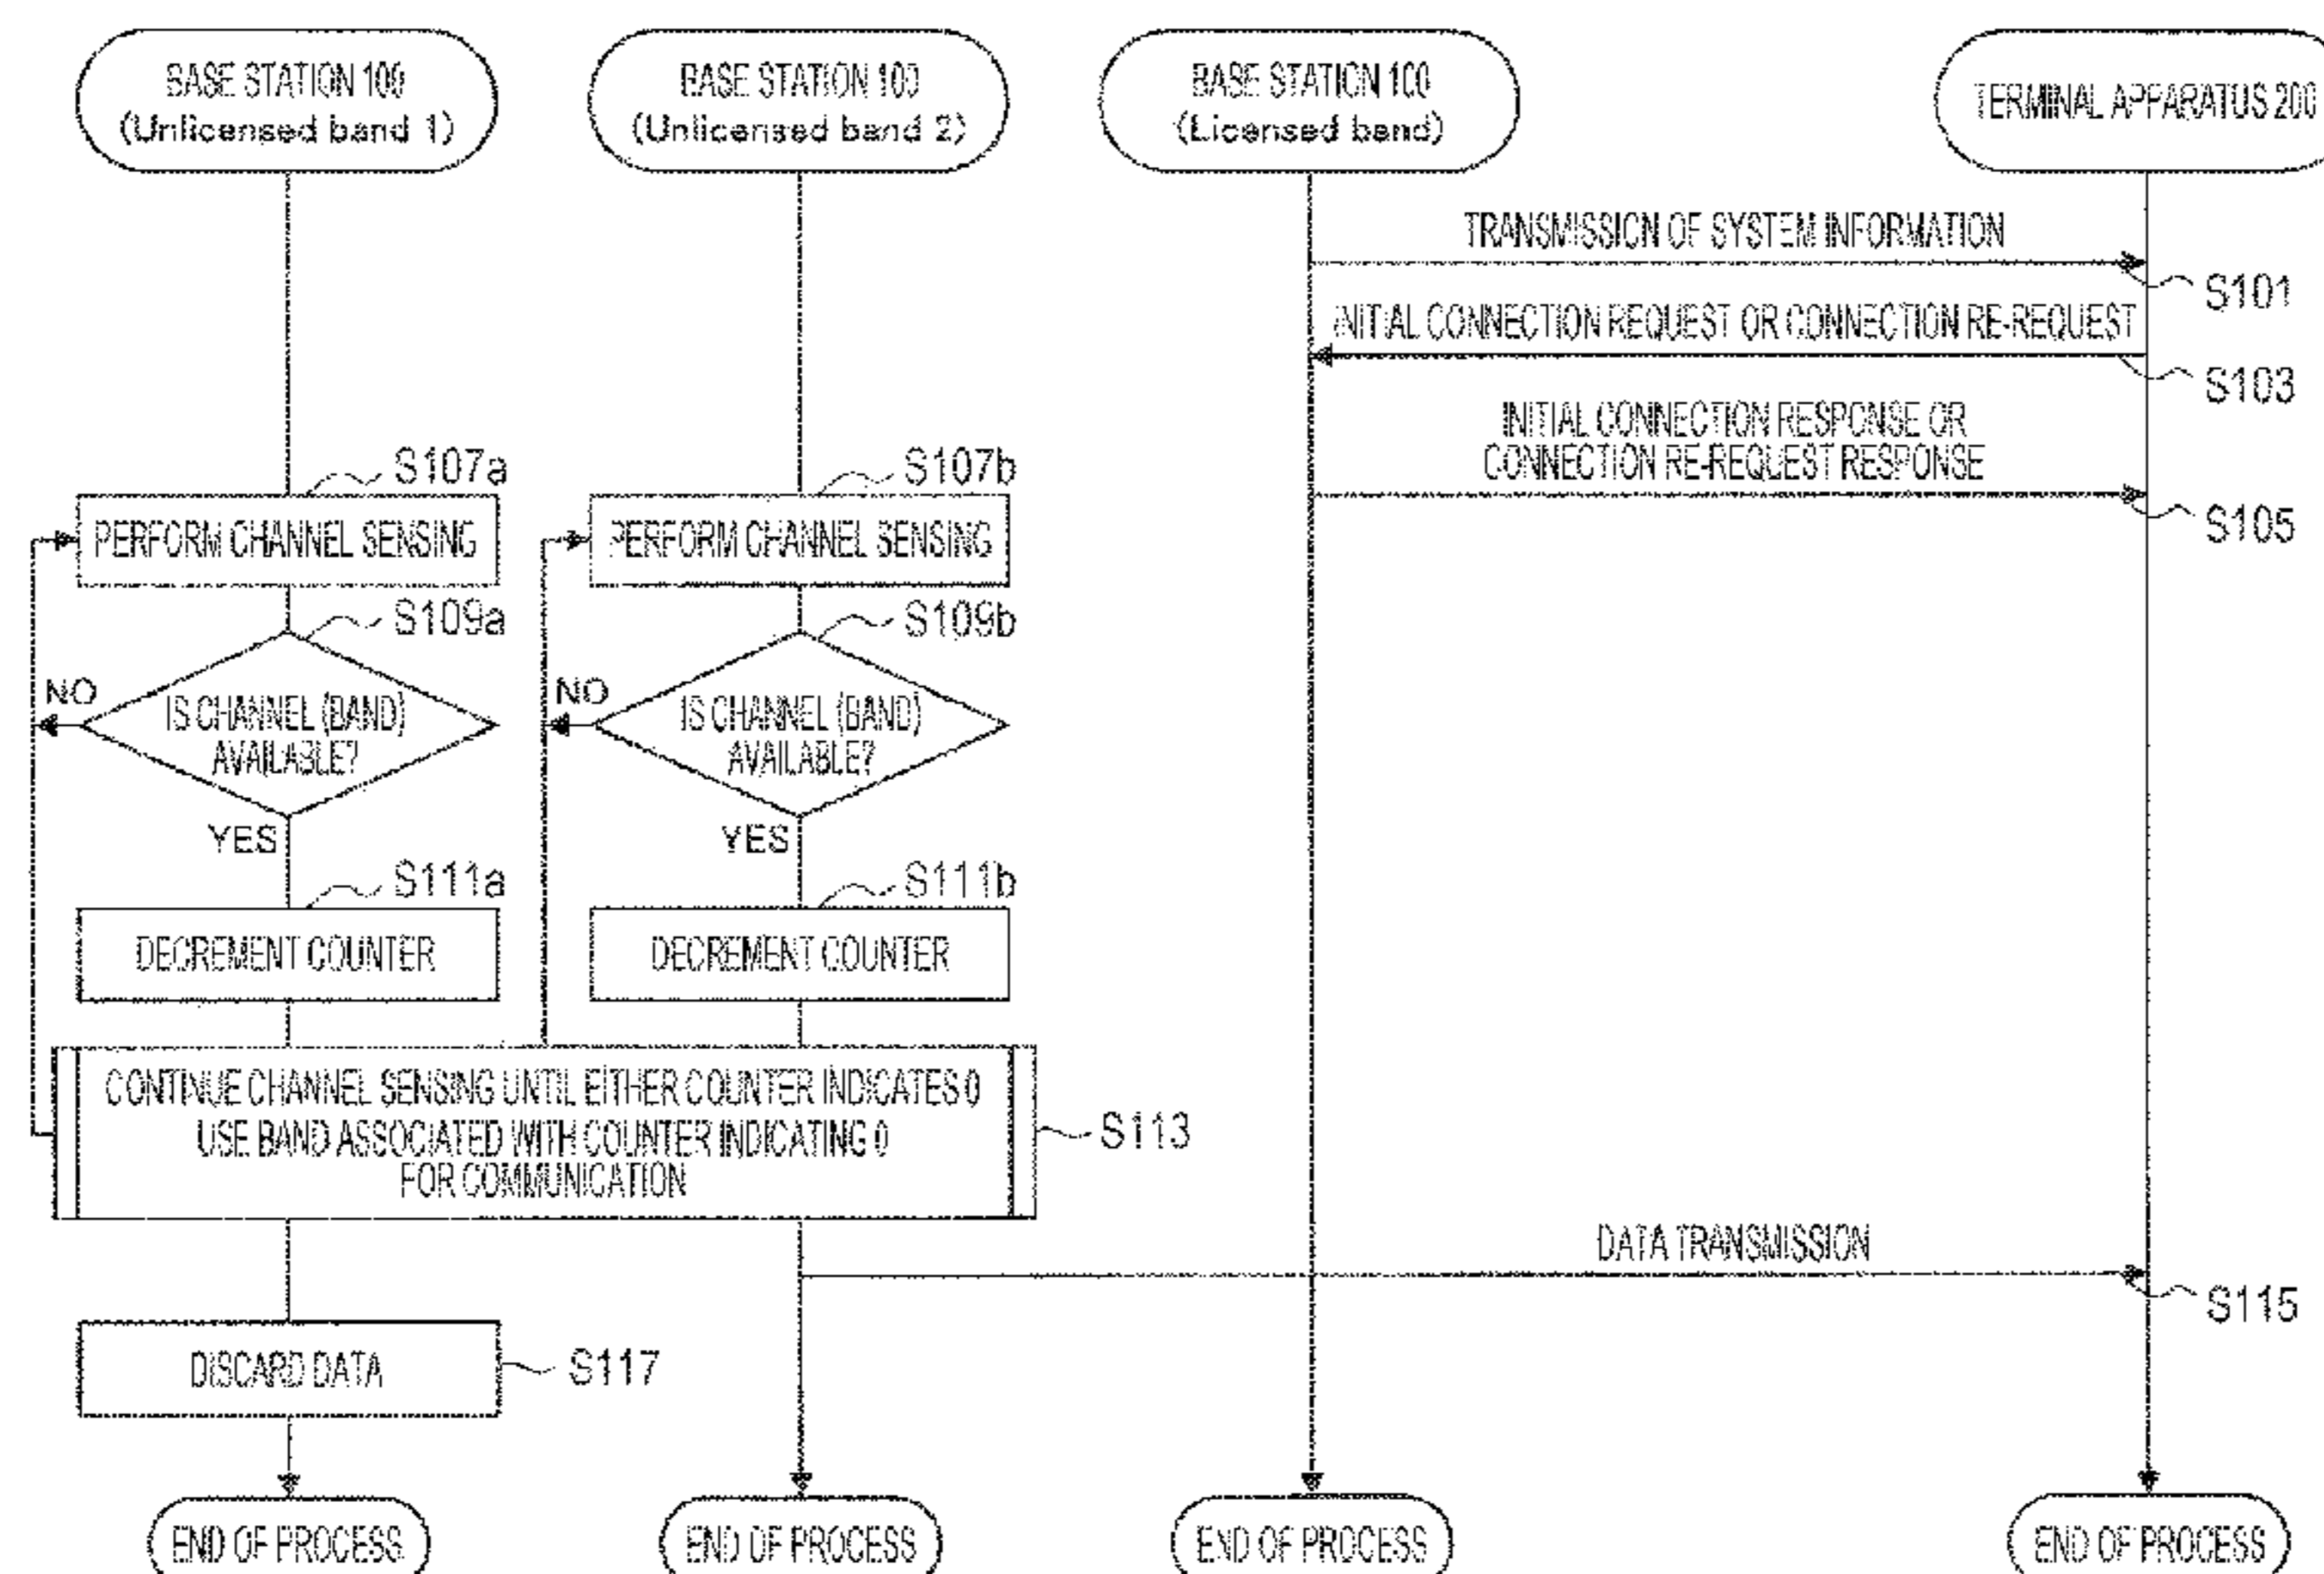 BASE STATION 100
(Unlicensed band 1)
BASE STATION 100
(Unlicensed band 2)
BASE STATION 100
(Licensed band)
TERMINAL APPARATUS 200
TRANSMISSION OF SYSTEM INFORMATION
S101
INITIAL CONNECTION REQUEST OR CONNECTION RE-REQUEST
S103
INITIAL CONNECTION RESPONSE OR
CONNECTION RE-REQUEST RESPONSE
S105
S107a
S107b
PERFORM CHANNEL SENSING
PERFORM CHANNEL SENSING
S109a
S109b
NO
IS CHANNEL (BAND)
AVAILABLE?
NO
IS CHANNEL (BAND)
AVAILABLE?
YES
YES
S111a
S111b
DECREMENT COUNTER
DECREMENT COUNTER
CONTINUE CHANNEL SENSING UNTIL EITHER COUNTER INDICATES 0
USE BAND ASSOCIATED WITH COUNTER INDICATING 0
FOR COMMUNICATION
S113
DATA TRANSMISSION
S115
DISCARD DATA
S117
END OF PROCESS
END OF PROCESS
END OF PROCESS
END OF PROCESS